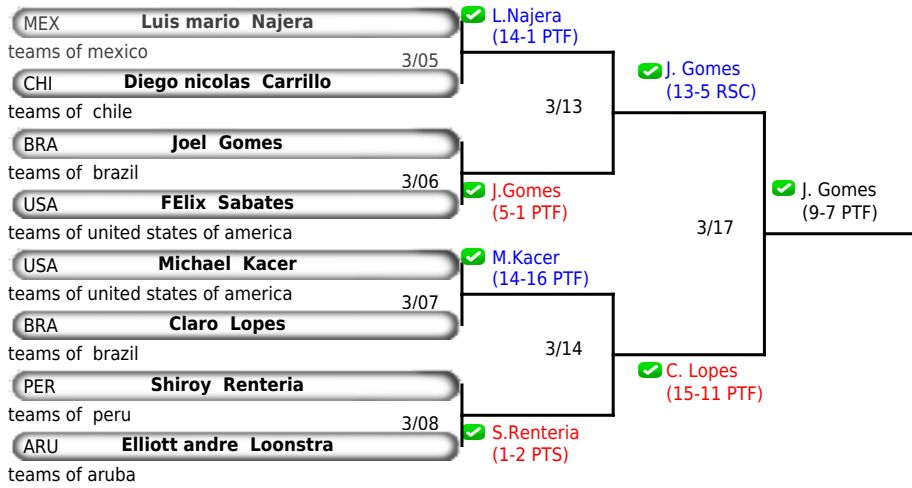 MEX Luis mario Najera
teams of mexico
3/05
CHI Diego nicolas Carrillo
teams of chile
BRA Joel Gomes
teams of brazil
3/06
USA FElix Sabates
teams of united states of america
USA Michael Kacer
teams of united states of america
3/07
BRA Claro Lopes
teams of brazil
PER Shiroy Renteria
teams of peru
3/08
ARU Elliott andre Loonstra
teams of aruba
L.Najera
(14-1 PTF)
3/13
J.Gomes
(5-1 PTF)
M.Kacer
(14-16 PTF)
3/14
S.Renteria
(1-2 PTS)
J. Gomes
(13-5 RSC)
3/17
C. Lopes
(15-11 PTF)
J. Gomes
(9-7 PTF)